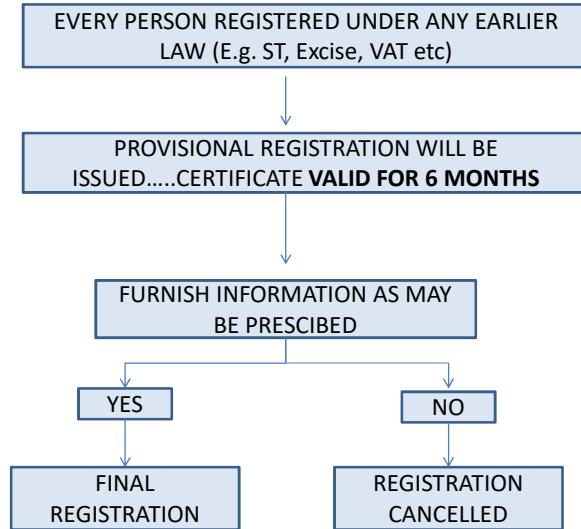 EVERY PERSON REGISTERED UNDER ANY EARLIER
LAW (E.g. ST, Excise, VAT etc)
PROVISIONAL REGISTRATION WILL BE
ISSUED.....CERTIFICATE VALID FOR 6 MONTHS
FURNISH INFORMATION AS MAY
BE PRESCIBED
YES
NO
FINAL
REGISTRATION
REGISTRATION
CANCELLED